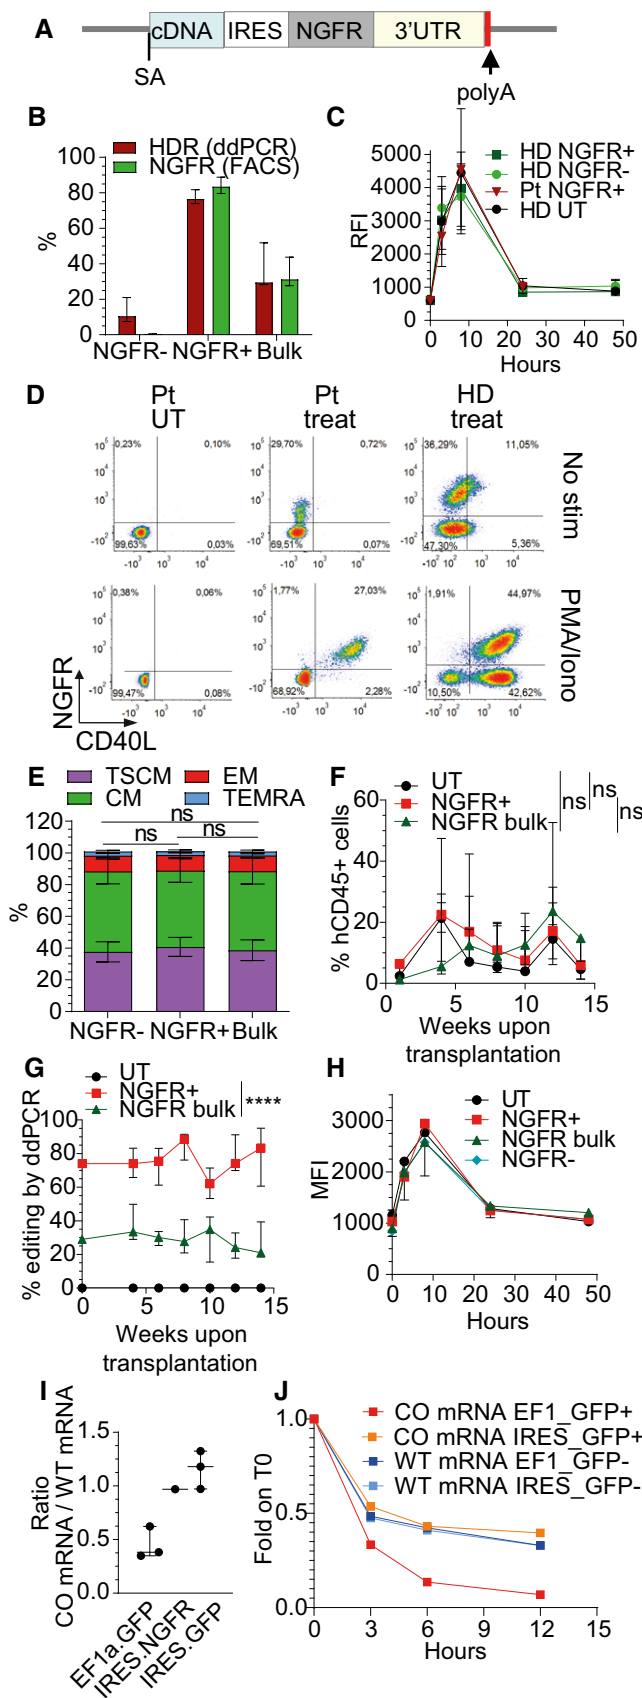 A
cDNA IRES NGFR 3'UTR
SA
polyA
B
HDR (ddPCR)
NGFR (FACS)
100
80
60
40
20
0
%
NGFR- NGFR+ Bulk
C
HD NGFR+
HD NGFR-
Pt NGFR+
HD UT
5000
4000
3000
2000
1000
0
RFI
0 10 20 30 40 50
Hours
D
Pt UT
Pt treat
HD treat
0,23% 0,10%
99,63% 0,03%
29,70% 0,72%
69,51% 0,07%
36,29% 11,05%
47,30% 5,36%
No stim
0,38% 0,06%
99,47% 0,08%
1,77% 27,03%
68,92% 2,28%
1,91% 44,97%
10,50% 42,62%
PMA/Iono
NGFR
CD40L
E
TSCM EM
CM TEMRA
ns
ns ns
120
100
80
60
40
20
0
%
NGFR- NGFR+ Bulk
F
UT
NGFR+
NGFR bulk
ns
ns
ns
60
40
20
0
% hCD45+ cells
0 5 10 15
Weeks upon
transplantation
G
UT
NGFR+
NGFR bulk
****
100
80
60
40
20
0
% editing by ddPCR
0 5 10 15
Weeks upon
transplantation
H
UT
NGFR+
NGFR bulk
NGFR-
3000
2000
1000
0
MFI
0 10 20 30 40 50
Hours
I
1.5
1.0
0.5
0.0
Ratio
CO mRNA / WT mRNA
EF1a.GFP
IRES.NGFR
IRES.GFP
J
CO mRNA EF1_GFP+
CO mRNA IRES_GFP+
WT mRNA EF1_GFP-
WT mRNA IRES_GFP-
1.0
0.5
0.0
Fold on T0
0 3 6 9 12 15
Hours